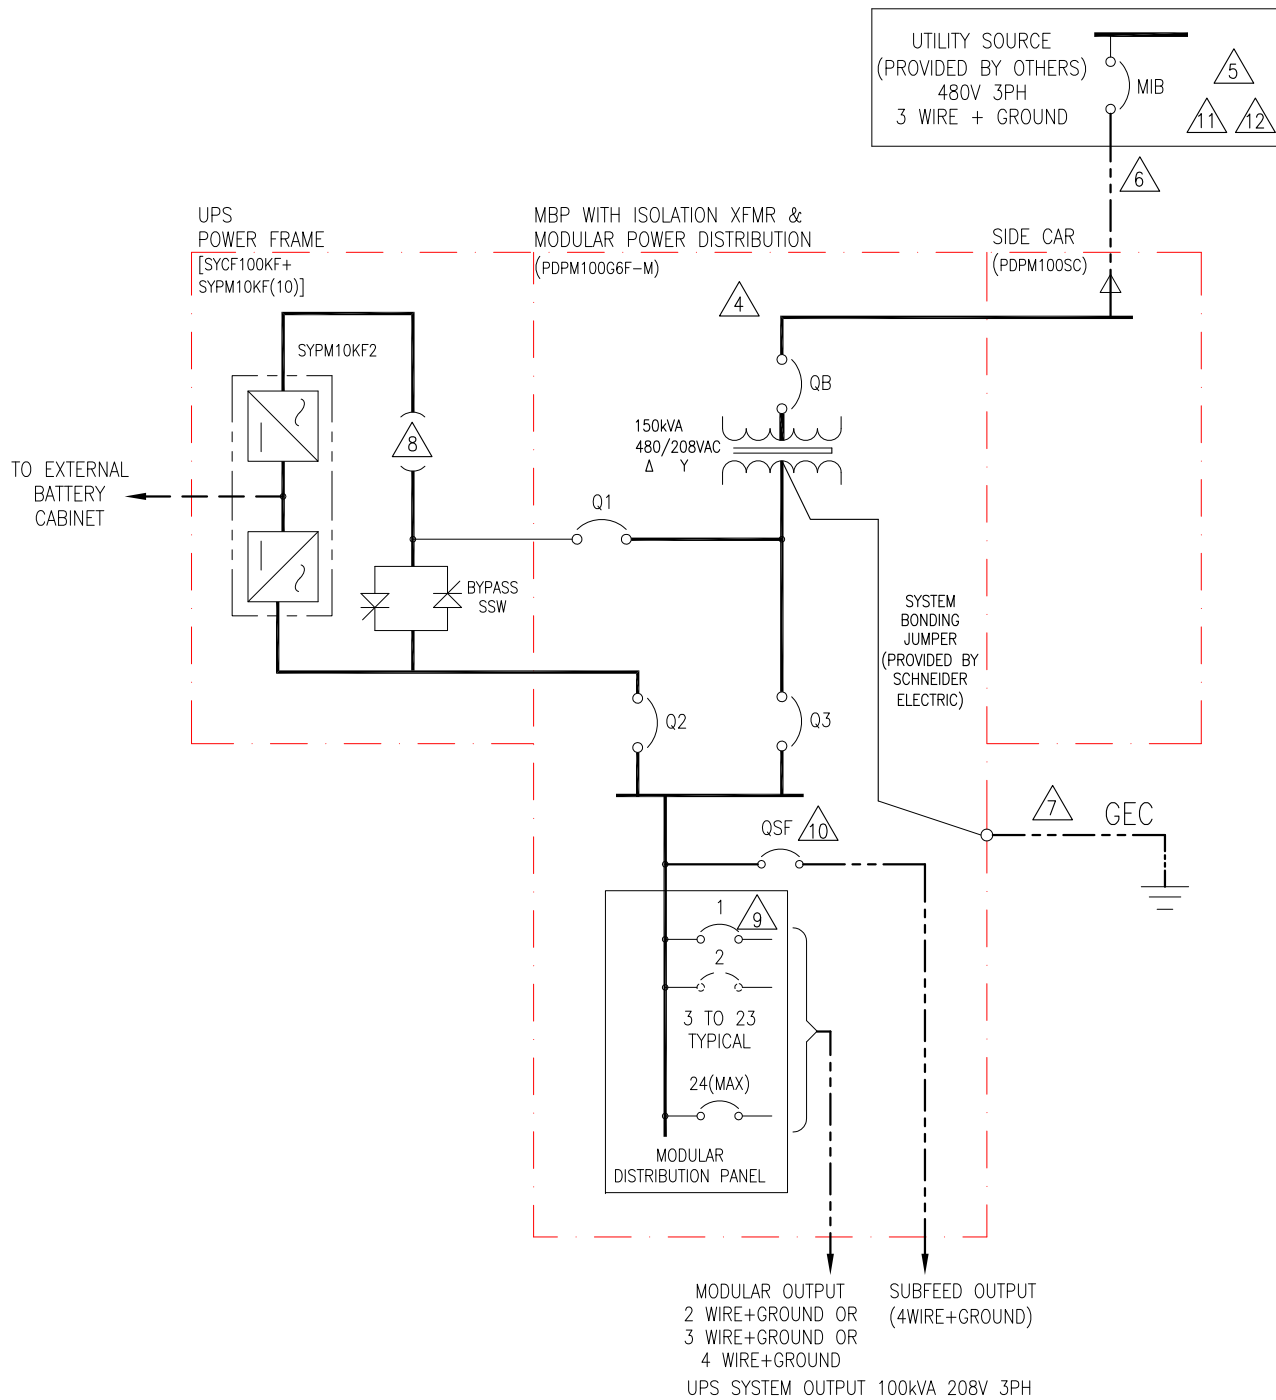 UTILITY SOURCE
(PROVIDED BY OTHERS)
480V 3PH
3 WIRE + GROUND
MIB
5
11
12
6
UPS
POWER FRAME
[SYCF100KF+
SYPM10KF(10)]
MBP WITH ISOLATION XFMR &
MODULAR POWER DISTRIBUTION
(PDPM100G6F-M)
SIDE CAR
(PDPM100SC)
4
SYPM10KF2
QB
150kVA
480/208VAC
Δ Y
8
TO EXTERNAL
BATTERY
CABINET
Q1
BYPASS
SSW
SYSTEM
BONDING
JUMPER
(PROVIDED BY
SCHNEIDER
ELECTRIC)
Q2
Q3
7
GEC
QSF
10
1
9
2
3 TO 23
TYPICAL
24(MAX)
MODULAR
DISTRIBUTION PANEL
MODULAR OUTPUT
2 WIRE+GROUND OR
3 WIRE+GROUND OR
4 WIRE+GROUND
SUBFEED OUTPUT
(4WIRE+GROUND)
UPS SYSTEM OUTPUT 100kVA 208V 3PH